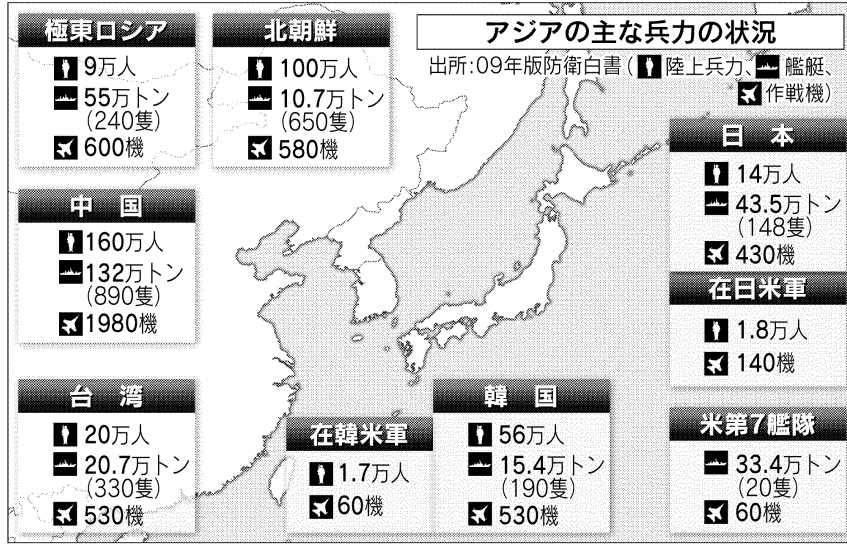 アジアの主な兵力の状況
出所:09年版防衛白書(陸上兵力、艦艇、
作戦機)
極東ロシア
9万人
55万トン
(240隻)
600機
北朝鮮
100万人
10.7万トン
(650隻)
580機
日本
14万人
43.5万トン
(148隻)
430機
中国
160万人
132万トン
(890隻)
1980機
在日米軍
1.8万人
140機
台湾
20万人
20.7万トン
(330隻)
530機
在韓米軍
1.7万人
60機
韓国
56万人
15.4万トン
(190隻)
530機
米第7艦隊
33.4万トン
(20隻)
60機